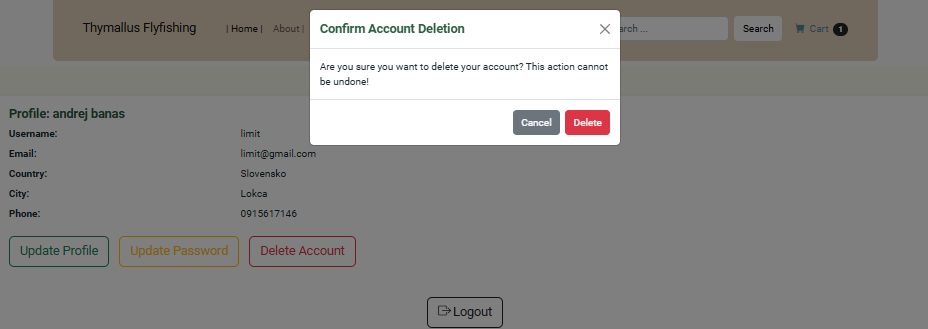 Thymallus Flyfishing | Home | About | arch ... Search Cart 1
Confirm Account Deletion
Are you sure you want to delete your account? This action cannot
be undone!
Cancel Delete
Profile: andrej banas
Username: limit
Email: limit@gmail.com
Country: Slovensko
City: Lokca
Phone: 0915617146
Update Profile Update Password Delete Account
Logout